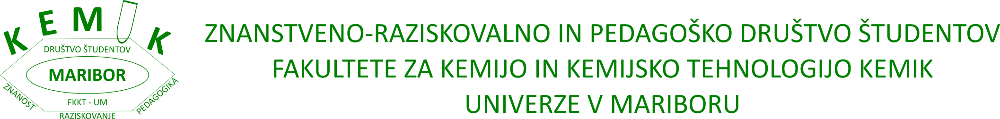 KEMIK
DRUŠTVO ŠTUDENTOV
MARIBOR
FKKT - UM
ZNANOST
RAZISKOVANJE
PEDAGOGIKA
ZNANSTVENO-RAZISKOVALNO IN PEDAGOŠKO DRUŠTVO ŠTUDENTOV
FAKULTETE ZA KEMIJO IN KEMIJSKO TEHNOLOGIJO KEMIK
UNIVERZE V MARIBORU